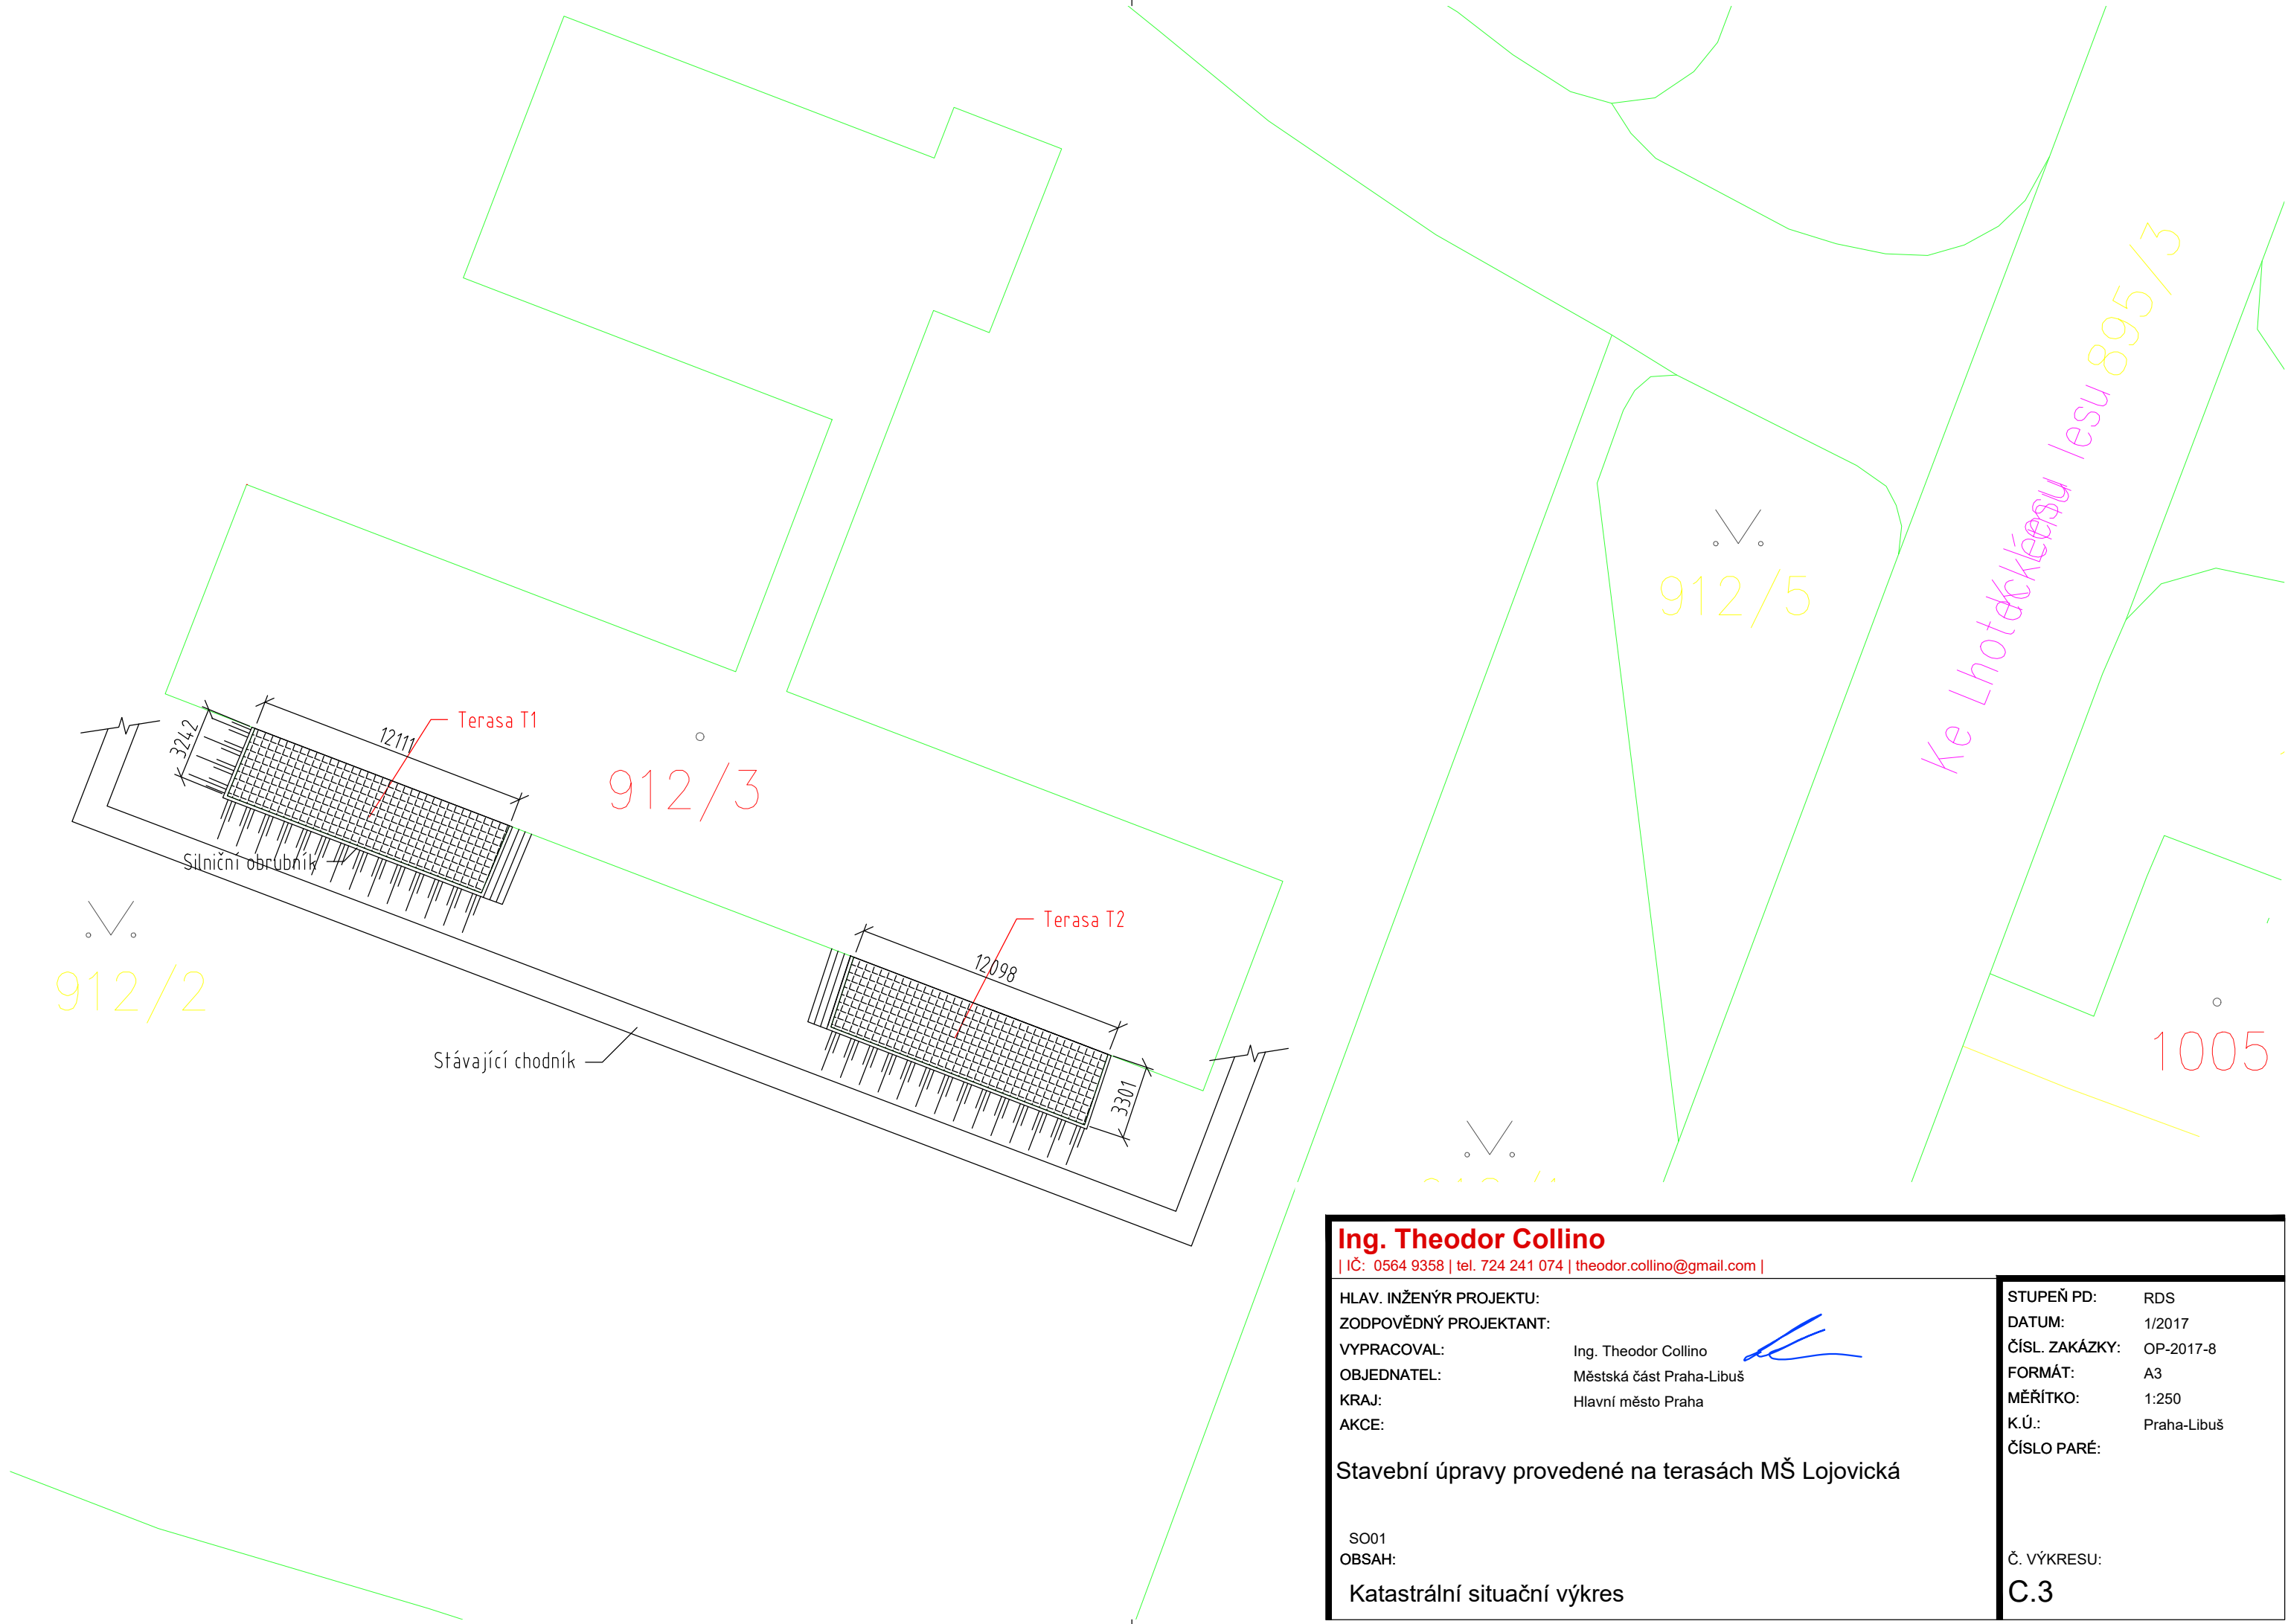 895/3
Ke Lhoteckému lesu
912/5
Terasa T1
12111
3242
912/3
Silniční obrubník
Terasa T2
12098
912/2
Stávající chodník
3301
1005
Ing. Theodor Collino
| IČ: 0564 9358 | tel. 724 241 074 | theodor.collino@gmail.com |
HLAV. INŽENÝR PROJEKTU:
ZODPOVĚDNÝ PROJEKTANT:
VYPRACOVAL: Ing. Theodor Collino
OBJEDNATEL: Městská část Praha-Libuš
KRAJ: Hlavní město Praha
AKCE:
Stavební úpravy provedené na terasách MŠ Lojovická
SO01
OBSAH:
Katastrální situační výkres
STUPEŇ PD: RDS
DATUM: 1/2017
ČÍSL. ZAKÁZKY: OP-2017-8
FORMÁT: A3
MĚŘÍTKO: 1:250
K.Ú.: Praha-Libuš
ČÍSLO PARÉ:
Č. VÝKRESU:
C.3